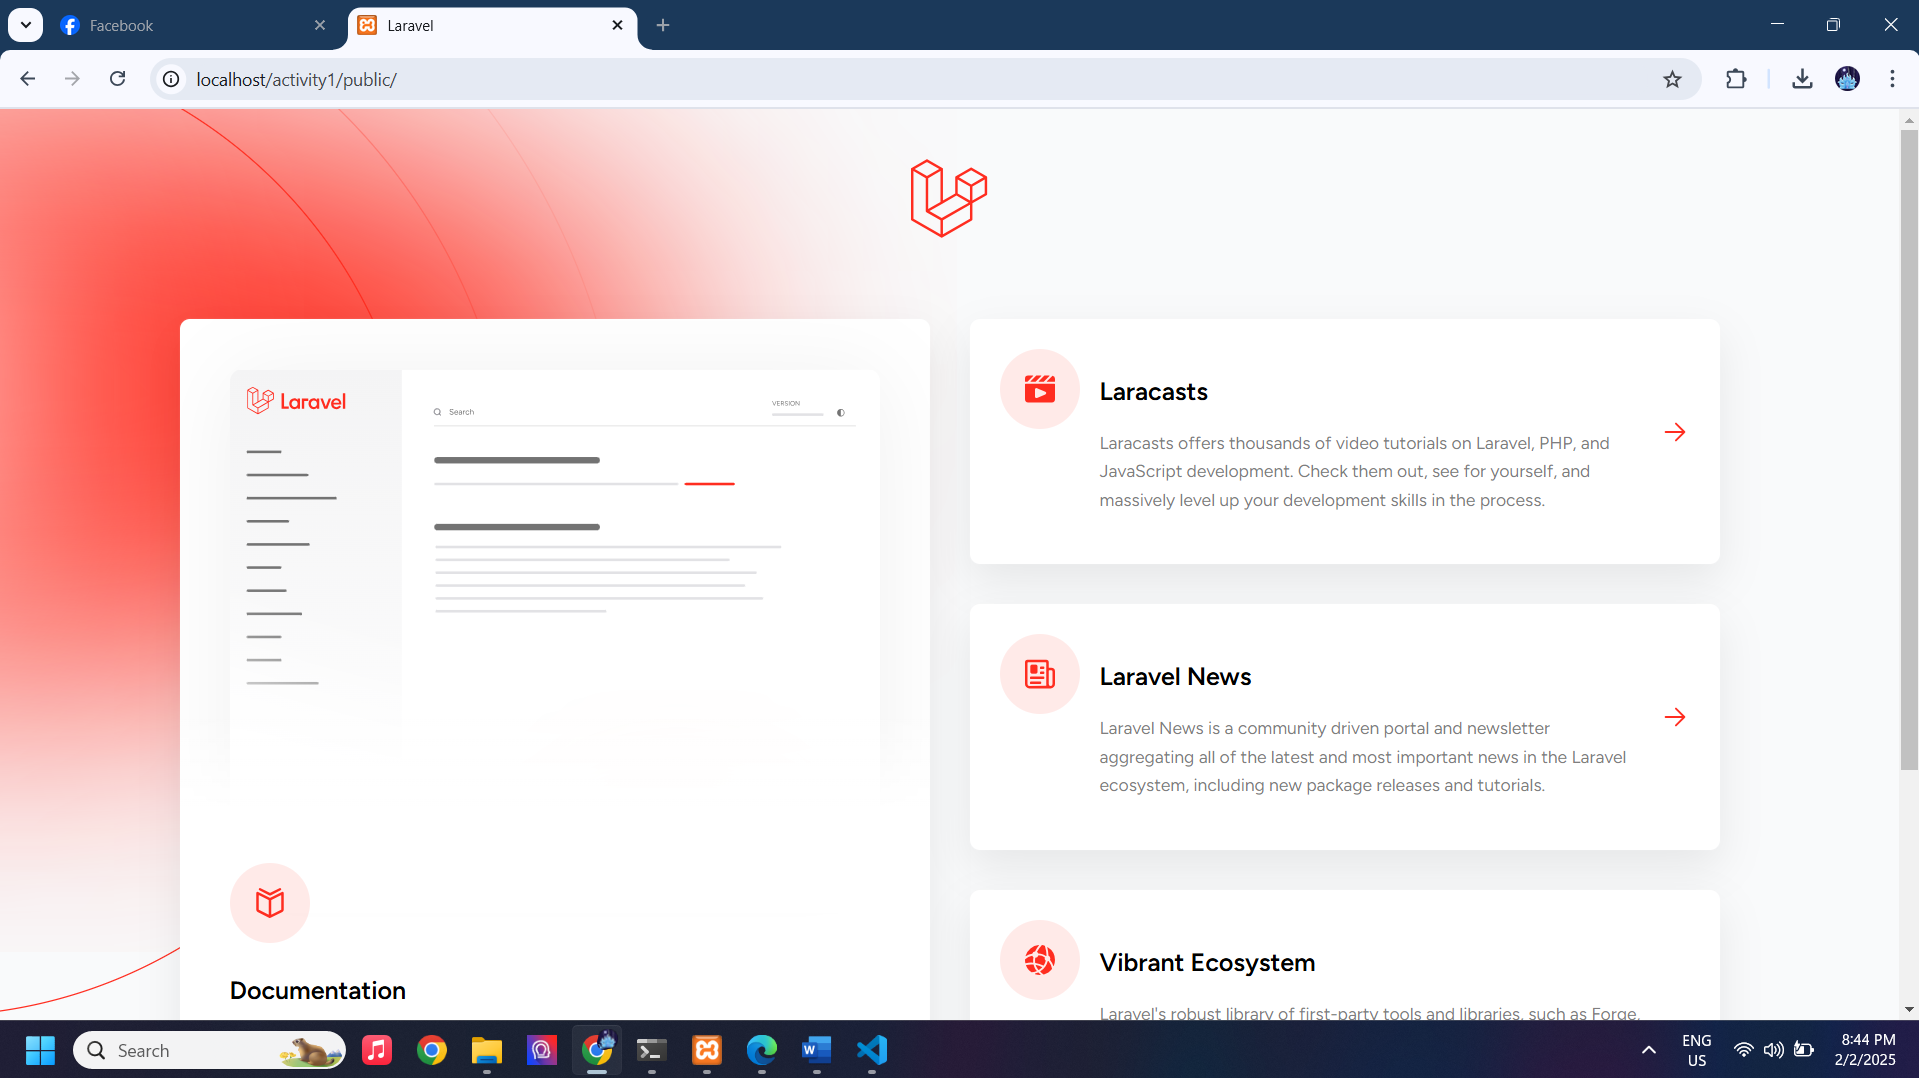 Facebook
Laravel
localhost/activity1/public/
Laravel
Search
VERSION
Documentation
Laracasts
Laracasts offers thousands of video tutorials on Laravel, PHP, and
JavaScript development. Check them out, see for yourself, and
massively level up your development skills in the process.
Laravel News
Laravel News is a community driven portal and newsletter
aggregating all of the latest and most important news in the Laravel
ecosystem, including new package releases and tutorials.
Vibrant Ecosystem
Laravel's robust library of first-party tools and libraries, such as Forge,
Search
ENG
US
8:44 PM
2/2/2025